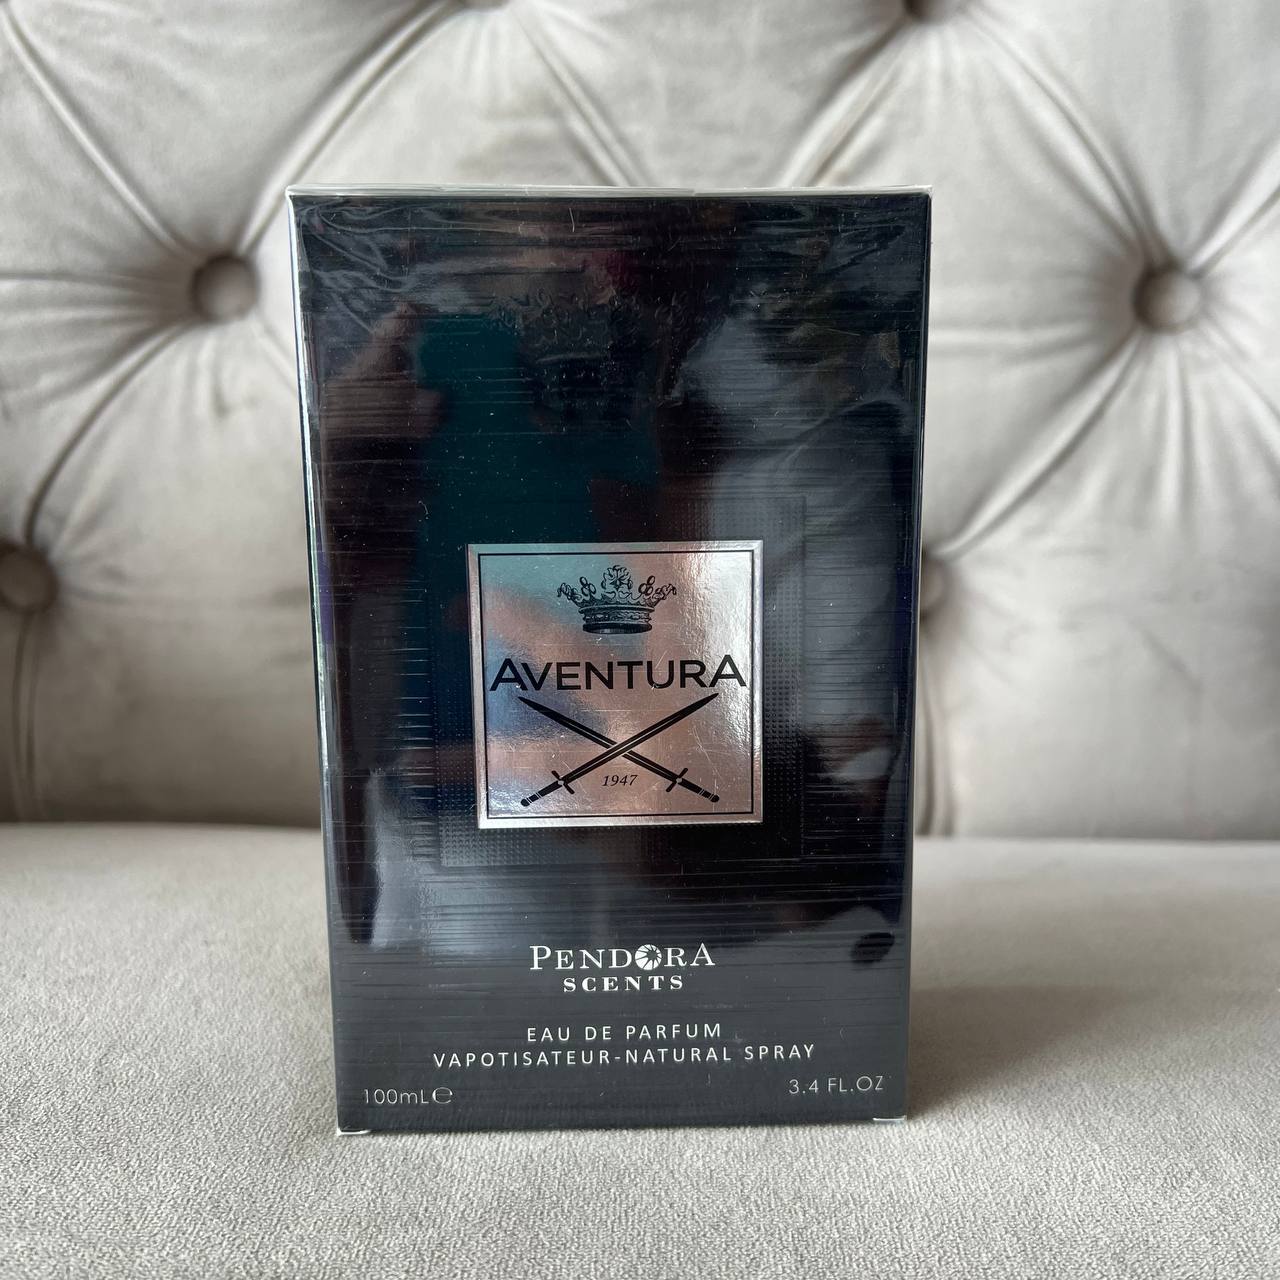 AVENTURA
1947
PENDORA
SCENTS
EAU DE PARFUM
VAPOTISATEUR-NATURAL SPRAY
100mL℮
3.4 FL.OZ